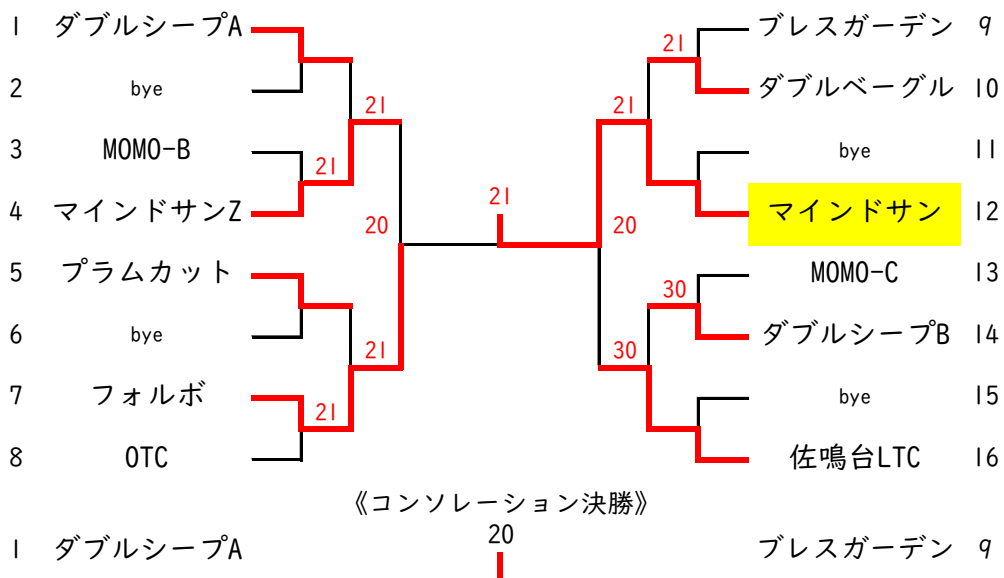 1 ダブルシープA
2 bye
3 MOMO-B
4 マインドサンZ
5 プラムカット
6 bye
7 フォルボ
8 OTC
21
21
20
21
21
21
20
21
21
30
30
ブレスガーデン 9
ダブルベーグル 10
bye 11
マインドサン 12
MOMO-C 13
ダブルシープB 14
bye 15
佐鳴台LTC 16
《コンソレーション決勝》
20
1 ダブルシープA
ブレスガーデン 9